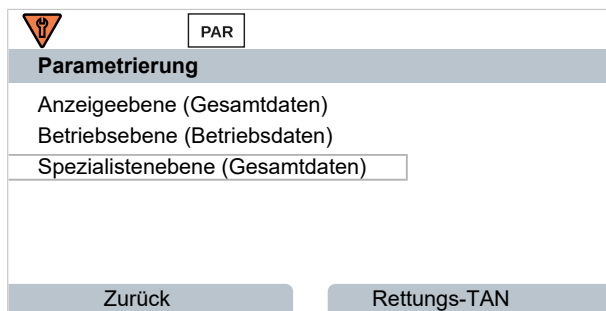 PAR
Parametrierung
Anzeigeebene (Gesamtdaten)
Betriebsebene (Betriebsdaten)
Spezialistenebene (Gesamtdaten)
Zurück Rettungs-TAN